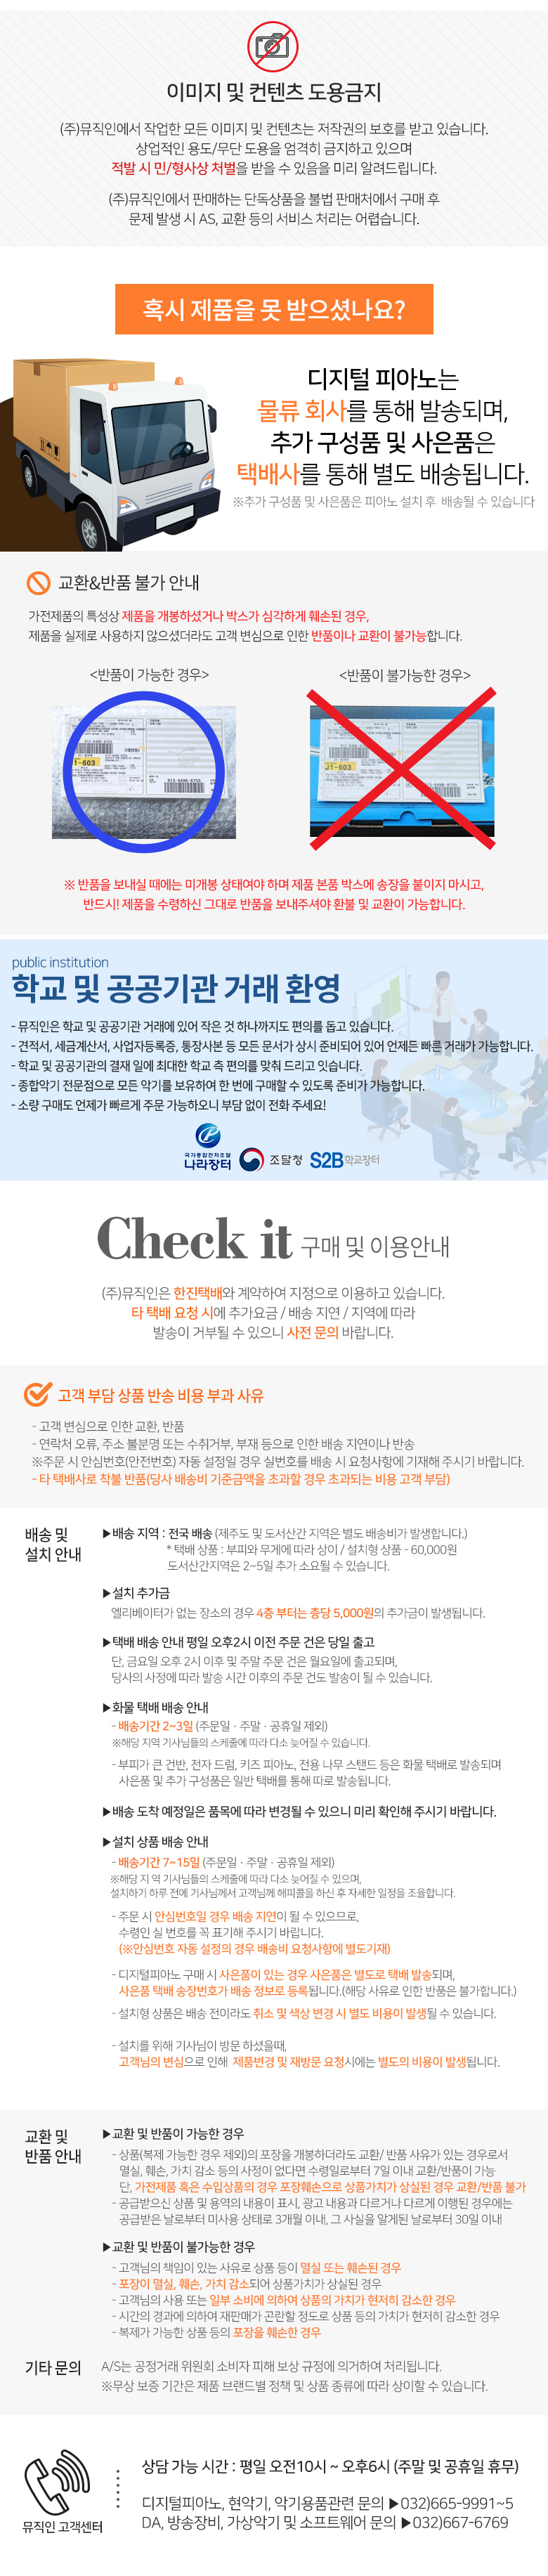 이미지 및 컨텐츠 도용금지
(주)뮤직인에서 작업한 모든 이미지 및 컨텐츠는 저작권의 보호를 받고 있습니다.
상업적인 용도/무단 도용을 엄격히 금지하고 있으며
적발 시 민/형사상 처벌을 받을 수 있음을 미리 알려드립니다.
(주)뮤직인에서 판매하는 단독상품을 불법 판매처에서 구매 후
문제 발생 시 AS, 교환 등의 서비스 처리는 어렵습니다.
혹시 제품을 못 받으셨나요?
디지털 피아노는
물류 회사를 통해 발송되며,
추가 구성품 및 사은품은
택배사를 통해 별도 배송됩니다.
※추가 구성품 및 사은품은 피아노 설치 후 배송될 수 있습니다
교환&반품 불가 안내
가전제품의 특성상 제품을 개봉하셨거나 박스가 심각하게 훼손된 경우,
제품을 실제로 사용하지 않으셨더라도 고객 변심으로 인한 반품이나 교환이 불가능합니다.
<반품이 가능한 경우>
<반품이 불가능한 경우>
J1-603
J1-603
※ 반품을 보내실 때에는 미개봉 상태여야 하며 제품 본품 박스에 송장을 붙이지 마시고,
반드시! 제품을 수령하신 그대로 반품을 보내주셔야 환불 및 교환이 가능합니다.
public institution
학교 및 공공기관 거래 환영
- 뮤직인은 학교 및 공공기관 거래에 있어 작은 것 하나까지도 편의를 돕고 있습니다.
- 견적서, 세금계산서, 사업자등록증, 통장사본 등 모든 문서가 상시 준비되어 있어 언제든 빠른 거래가 가능합니다.
- 학교 및 공공기관의 결재 일에 최대한 학교 측 편의를 맞춰 드리고 잇습니다.
- 종합악기 전문점으로 모든 악기를 보유하여 한 번에 구매할 수 있도록 준비가 가능합니다.
- 소량 구매도 언제가 빠르게 주문 가능하오니 부담 없이 전화 주세요!
국가종합전자조달
나라장터
조달청
S2B 학교장터
Check it 구매 및 이용안내
(주)뮤직인은 한진택배와 계약하여 지정으로 이용하고 있습니다.
타 택배 요청 시에 추가요금 / 배송 지연 / 지역에 따라
발송이 거부될 수 있으니 사전 문의 바랍니다.
고객 부담 상품 반송 비용 부과 사유
- 고객 변심으로 인한 교환, 반품
- 연락처 오류, 주소 불분명 또는 수취거부, 부재 등으로 인한 배송 지연이나 반송
※주문 시 안심번호(안전번호) 자동 설정일 경우 실번호를 배송 시 요청사항에 기재해 주시기 바랍니다.
- 타 택배사로 착불 반품(당사 배송비 기준금액을 초과할 경우 초과되는 비용 고객 부담)
배송 및
설치 안내
▶배송 지역 : 전국 배송 (제주도 및 도서산간 지역은 별도 배송비가 발생합니다.)
* 택배 상품 : 부피와 무게에 따라 상이 / 설치형 상품 - 60,000원
도서산간지역은 2~5일 추가 소요될 수 있습니다.
▶설치 추가금
엘리베이터가 없는 장소의 경우 4층 부터는 층당 5,000원의 추가금이 발생됩니다.
▶택배 배송 안내 평일 오후2시 이전 주문 건은 당일 출고
단, 금요일 오후 2시 이후 및 주말 주문 건은 월요일에 출고되며,
당사의 사정에 따라 발송 시간 이후의 주문 건도 발송이 될 수 있습니다.
▶화물 택배 배송 안내
- 배송기간 2~3일 (주문일 · 주말 · 공휴일 제외)
※해당 지역 기사님들의 스케줄에 따라 다소 늦어질 수 있습니다.
- 부피가 큰 건반, 전자 드럼, 키즈 피아노, 전용 나무 스탠드 등은 화물 택배로 발송되며
사은품 및 추가 구성품은 일반 택배를 통해 따로 발송됩니다.
▶배송 도착 예정일은 품목에 따라 변경될 수 있으니 미리 확인해 주시기 바랍니다.
▶설치 상품 배송 안내
- 배송기간 7~15일 (주문일 · 주말 · 공휴일 제외)
※해당 지 역 기사님들의 스케줄에 따라 다소 늦어질 수 있으며,
설치하기 하루 전에 기사님께서 고객님께 해피콜을 하신 후 자세한 일정을 조율합니다.
- 주문 시 안심번호일 경우 배송 지연이 될 수 있으므로,
수령인 실 번호를 꼭 표기해 주시기 바랍니다.
(※안심번호 자동 설정의 경우 배송비 요청사항에 별도기재)
- 디지털피아노 구매 시 사은품이 있는 경우 사은품은 별도로 택배 발송되며,
사은품 택배 송장번호가 배송 정보로 등록됩니다.(해당 사유로 인한 반품은 불가합니다.)
- 설치형 상품은 배송 전이라도 취소 및 색상 변경 시 별도 비용이 발생될 수 있습니다.
- 설치를 위해 기사님이 방문 하셨을때,
고객님의 변심으로 인해 제품변경 및 재방문 요청시에는 별도의 비용이 발생됩니다.
교환 및
반품 안내
▶교환 및 반품이 가능한 경우
- 상품(복제 가능한 경우 제외)의 포장을 개봉하더라도 교환/ 반품 사유가 있는 경우로서
멸실, 훼손, 가치 감소 등의 사정이 없다면 수령일로부터 7일 이내 교환/반품이 가능
단, 가전제품 혹은 수입상품의 경우 포장훼손으로 상품가치가 상실된 경우 교환/반품 불가
- 공급받으신 상품 및 용역의 내용이 표시, 광고 내용과 다르거나 다르게 이행된 경우에는
공급받은 날로부터 미사용 상태로 3개월 이내, 그 사실을 알게된 날로부터 30일 이내
▶교환 및 반품이 불가능한 경우
- 고객님의 책임이 있는 사유로 상품 등이 멸실 또는 훼손된 경우
- 포장이 멸실, 훼손, 가치 감소되어 상품가치가 상실된 경우
- 고객님의 사용 또는 일부 소비에 의하여 상품의 가치가 현저히 감소한 경우
- 시간의 경과에 의하여 재판매가 곤란할 정도로 상품 등의 가치가 현저히 감소한 경우
- 복제가 가능한 상품 등의 포장을 훼손한 경우
기타 문의
A/S는 공정거래 위원회 소비자 피해 보상 규정에 의거하여 처리됩니다.
※무상 보증 기간은 제품 브랜드별 정책 및 상품 종류에 따라 상이할 수 있습니다.
뮤직인 고객센터
상담 가능 시간 : 평일 오전10시 ~ 오후6시 (주말 및 공휴일 휴무)
디지털피아노, 현악기, 악기용품관련 문의 ▶032)665-9991~5
DA, 방송장비, 가상악기 및 소프트웨어 문의 ▶032)667-6769